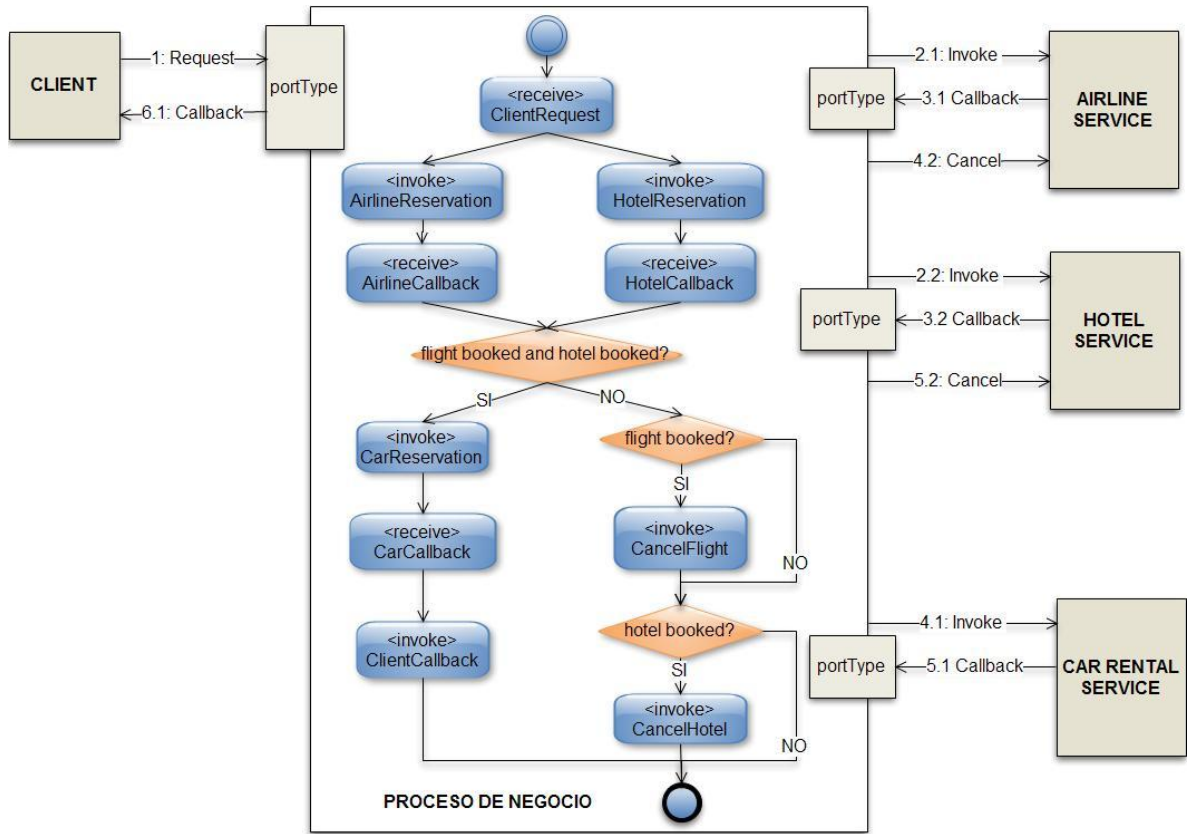 CLIENT
1: Request
6.1: Callback
portType
<receive>
ClientRequest
<invoke>
AirlineReservation
<invoke>
HotelReservation
<receive>
AirlineCallback
<receive>
HotelCallback
flight booked and hotel booked?
SI
NO
<invoke>
CarReservation
flight booked?
SI
<receive>
CarCallback
<invoke>
CancelFlight
NO
<invoke>
ClientCallback
hotel booked?
SI
<invoke>
CancelHotel
NO
PROCESO DE NEGOCIO
2.1: Invoke
portType
3.1 Callback
4.2: Cancel
AIRLINE
SERVICE
2.2: Invoke
portType
3.2 Callback
5.2: Cancel
HOTEL
SERVICE
4.1: Invoke
portType
5.1 Callback
CAR RENTAL
SERVICE